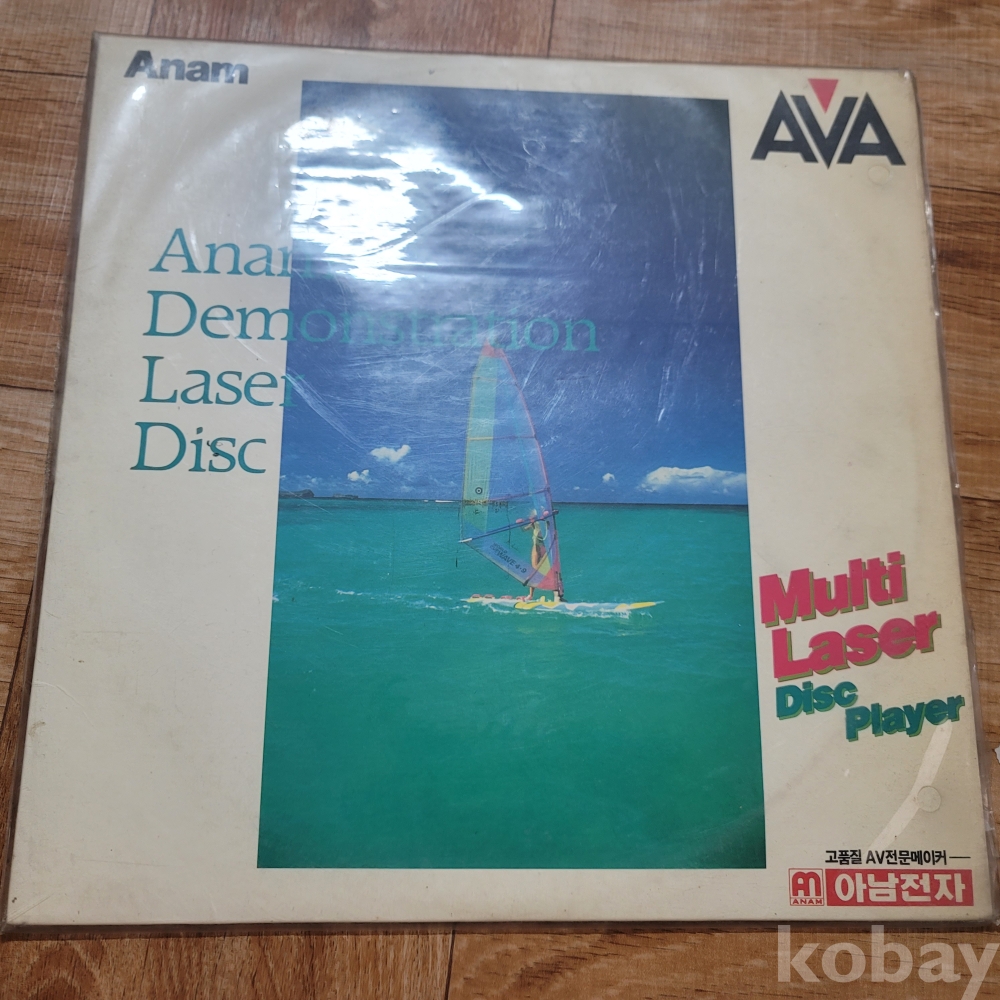 Anam
AVA
Anam
Demonstration
Laser
Disc
Multi
Laser
Disc
Player
고품질 AV전문메이커
ANAM
아남전자
kobay